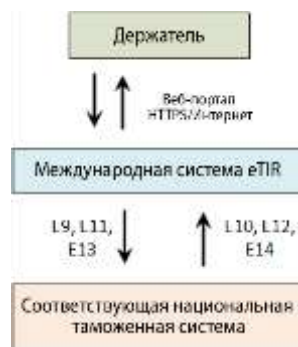 Держатель
Веб-портал
HTTPS/Интернет
Международная система eTIR
L9, L11,
E13
L10, L12,
E14
Соответствующая национальная
таможенная система